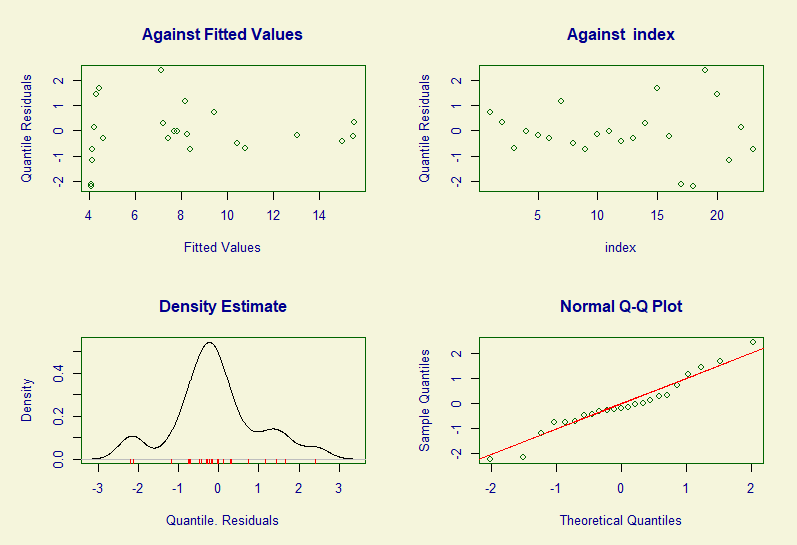 Against Fitted Values
Quantile Residuals
2
1
0
-1
-2
4 6 8 10 12 14
Fitted Values
Against index
Quantile Residuals
2
1
0
-1
-2
5 10 15 20
index
Density Estimate
Density
0.4
0.2
0.0
-3 -2 -1 0 1 2 3
Quantile. Residuals
Normal Q-Q Plot
Sample Quantiles
2
1
0
-1
-2
-2 -1 0 1 2
Theoretical Quantiles